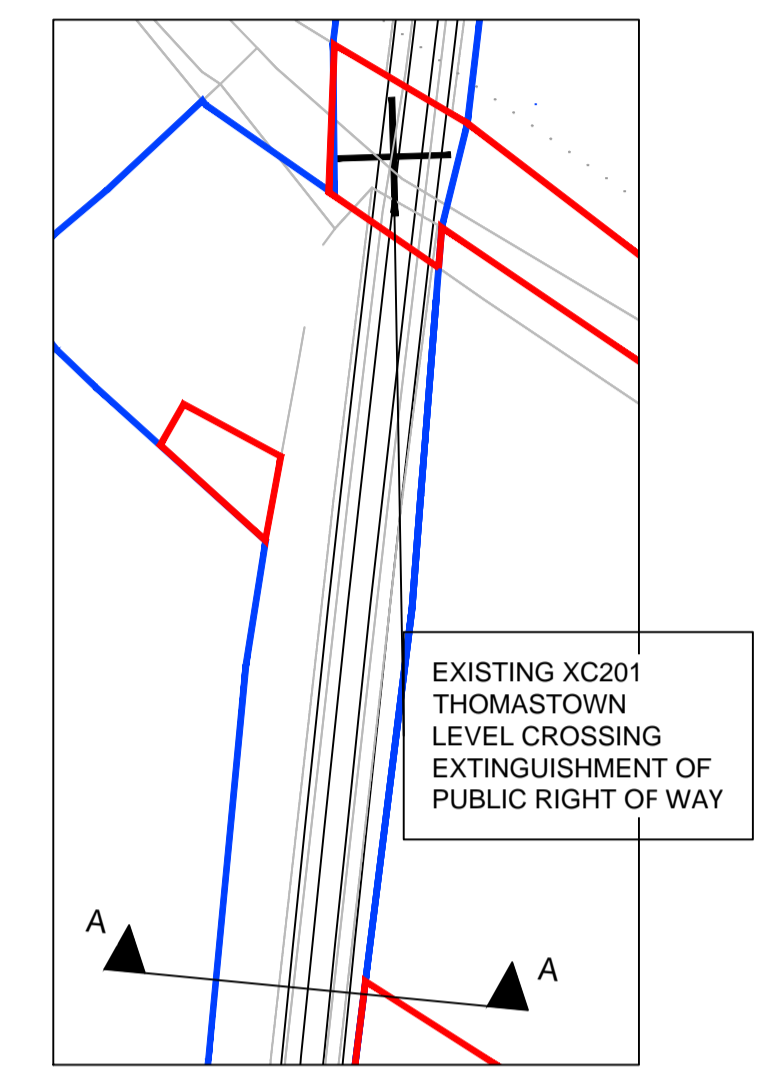 EXISTING XC201
THOMASTOWN
LEVEL CROSSING
EXTINGUISHMENT OF
PUBLIC RIGHT OF WAY
A
A